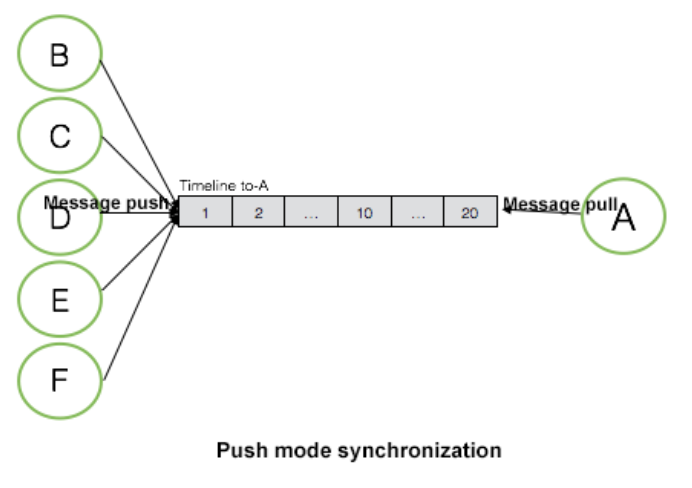 B
C
Timeline to-A
Message push
D
1 2 ... 10 ... 20
Message pull
A
E
F
Push mode synchronization